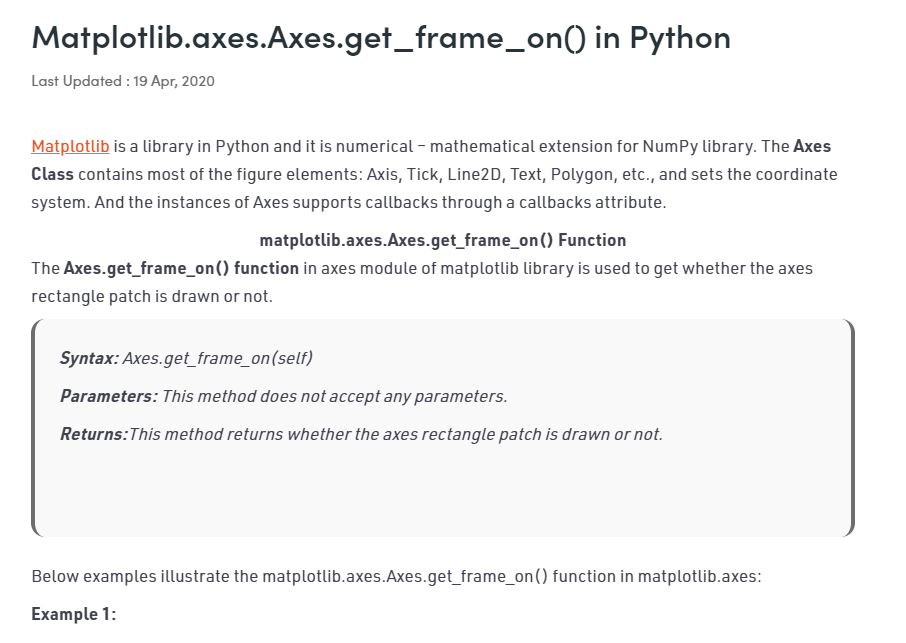 Matplotlib.axes.Axes.get_frame_on() in Python
Last Updated : 19 Apr, 2020
Matplotlib is a library in Python and it is numerical – mathematical extension for NumPy library. The Axes
Class contains most of the figure elements: Axis, Tick, Line2D, Text, Polygon, etc., and sets the coordinate
system. And the instances of Axes supports callbacks through a callbacks attribute.
matplotlib.axes.Axes.get_frame_on() Function
The Axes.get_frame_on() function in axes module of matplotlib library is used to get whether the axes
rectangle patch is drawn or not.
Syntax: Axes.get_frame_on(self)
Parameters: This method does not accept any parameters.
Returns:This method returns whether the axes rectangle patch is drawn or not.
Below examples illustrate the matplotlib.axes.Axes.get_frame_on() function in matplotlib.axes:
Example 1: